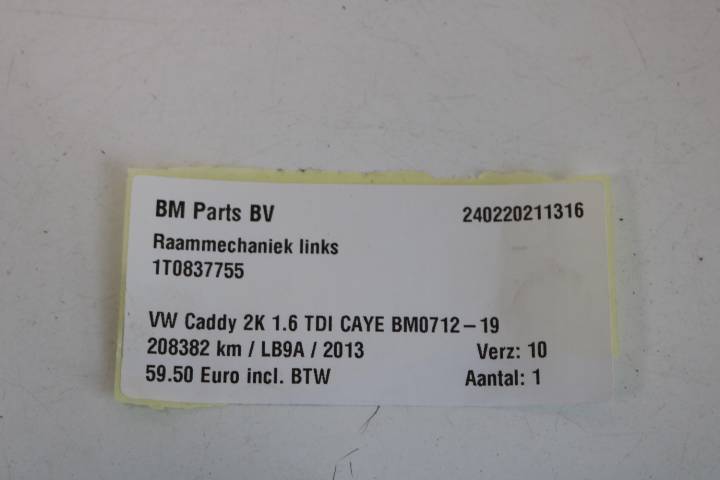 BM Parts BV 240220211316
Raammechaniek links
1T0837755
VW Caddy 2K 1.6 TDI CAYE BM0712-19
208382 km / LB9A / 2013 Verz: 10
59.50 Euro incl. BTW Aantal: 1